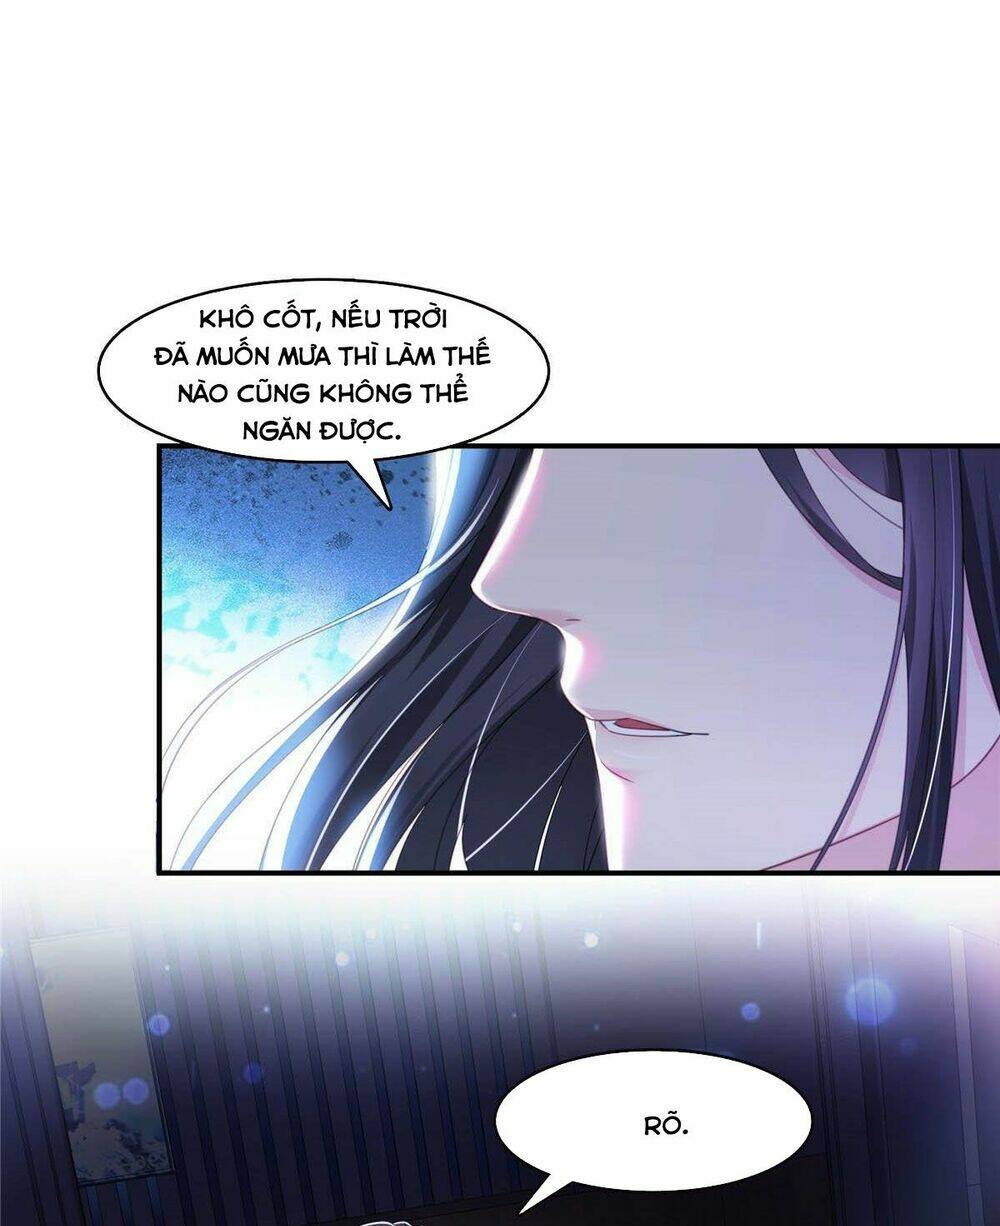 KHÔ CỐT, NẾU TRỜI
ĐÃ MUỐN MƯA THÌ LÀM THẾ
NÀO CŨNG KHÔNG THỂ
NGĂN ĐƯỢC.
RÕ.